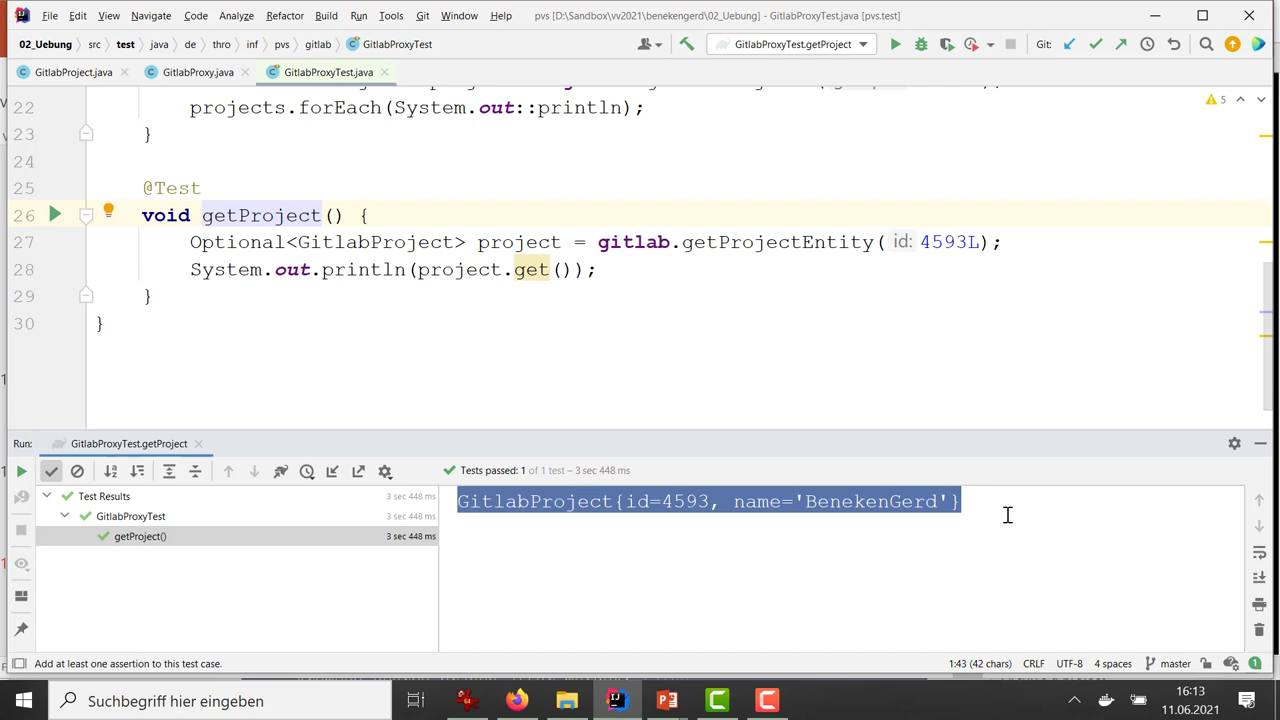 File Edit View Navigate Code Analyze Refactor Build Run Tools Git Window Help pvs [D:\Sandbox\vv2021\benekengerd\02_Uebung] - GitlabProxyTest.java [pvs.test]
02_Uebung src test java de thro inf pvs gitlab GitlabProxyTest GitlabProxyTest.getProject Git:
GitlabProject.java GitlabProxy.java GitlabProxyTest.java
22 projects.forEach(System.out::println); 5
23 }
24
25 @Test
26 void getProject() {
27 Optional<GitlabProject> project = gitlab.getProjectEntity( id: 4593L);
28 System.out.println(project.get());
29 }
30 }
Run: GitlabProxyTest.getProject
Tests passed: 1 of 1 test – 3 sec 448 ms
Test Results 3 sec 448 ms
GitlabProject{id=4593, name='BenekenGerd'}
GitlabProxyTest 3 sec 448 ms
getProject() 3 sec 448 ms
Add at least one assertion to this test case. 1:43 (42 chars) CRLF UTF-8 4 spaces master 1
Suchbegriff hier eingeben
16:13
11.06.2021